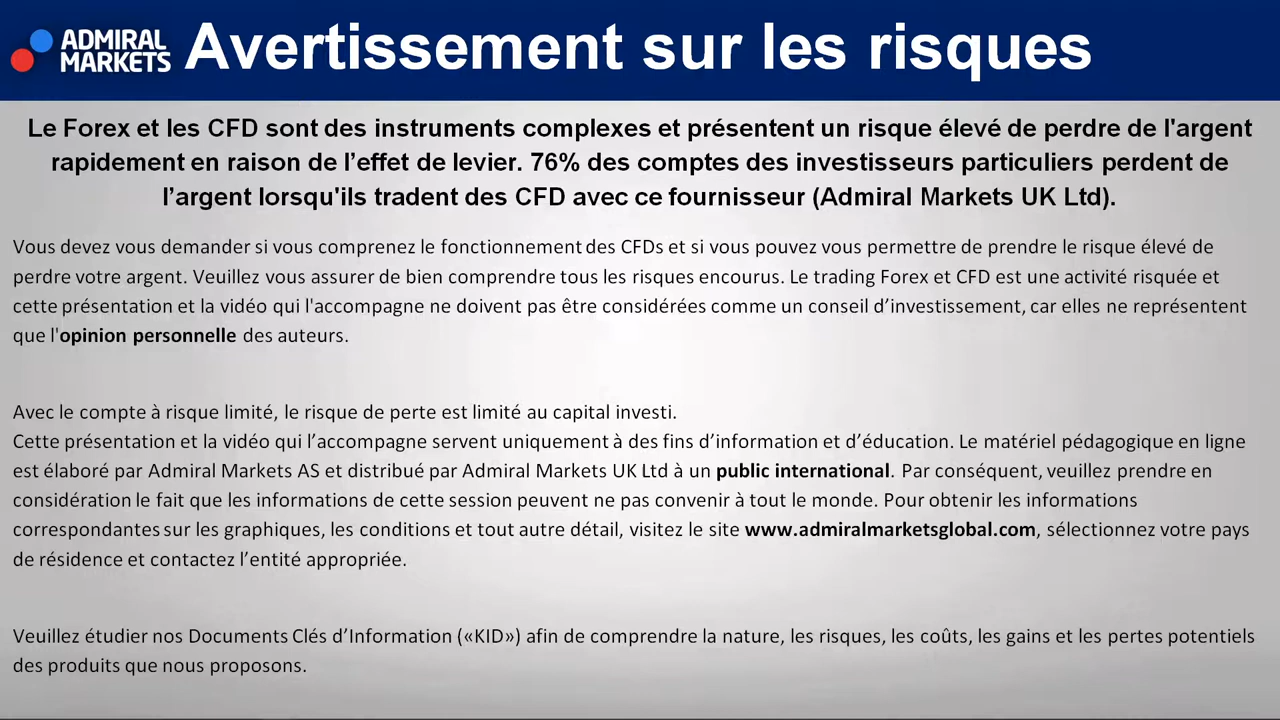 ADMIRAL
MARKETS
Avertissement sur les risques
Le Forex et les CFD sont des instruments complexes et présentent un risque élevé de perdre de l'argent
rapidement en raison de l’effet de levier. 76% des comptes des investisseurs particuliers perdent de
l’argent lorsqu'ils tradent des CFD avec ce fournisseur (Admiral Markets UK Ltd).
Vous devez vous demander si vous comprenez le fonctionnement des CFDs et si vous pouvez vous permettre de prendre le risque élevé de
perdre votre argent. Veuillez vous assurer de bien comprendre tous les risques encourus. Le trading Forex et CFD est une activité risquée et
cette présentation et la vidéo qui l'accompagne ne doivent pas être considérées comme un conseil d’investissement, car elles ne représentent
que l'opinion personnelle des auteurs.
Avec le compte à risque limité, le risque de perte est limité au capital investi.
Cette présentation et la vidéo qui l’accompagne servent uniquement à des fins d’information et d’éducation. Le matériel pédagogique en ligne
est élaboré par Admiral Markets AS et distribué par Admiral Markets UK Ltd à un public international. Par conséquent, veuillez prendre en
considération le fait que les informations de cette session peuvent ne pas convenir à tout le monde. Pour obtenir les informations
correspondantes sur les graphiques, les conditions et tout autre détail, visitez le site www.admiralmarketsglobal.com, sélectionnez votre pays
de résidence et contactez l’entité appropriée.
Veuillez étudier nos Documents Clés d’Information («KID») afin de comprendre la nature, les risques, les coûts, les gains et les pertes potentiels
des produits que nous proposons.